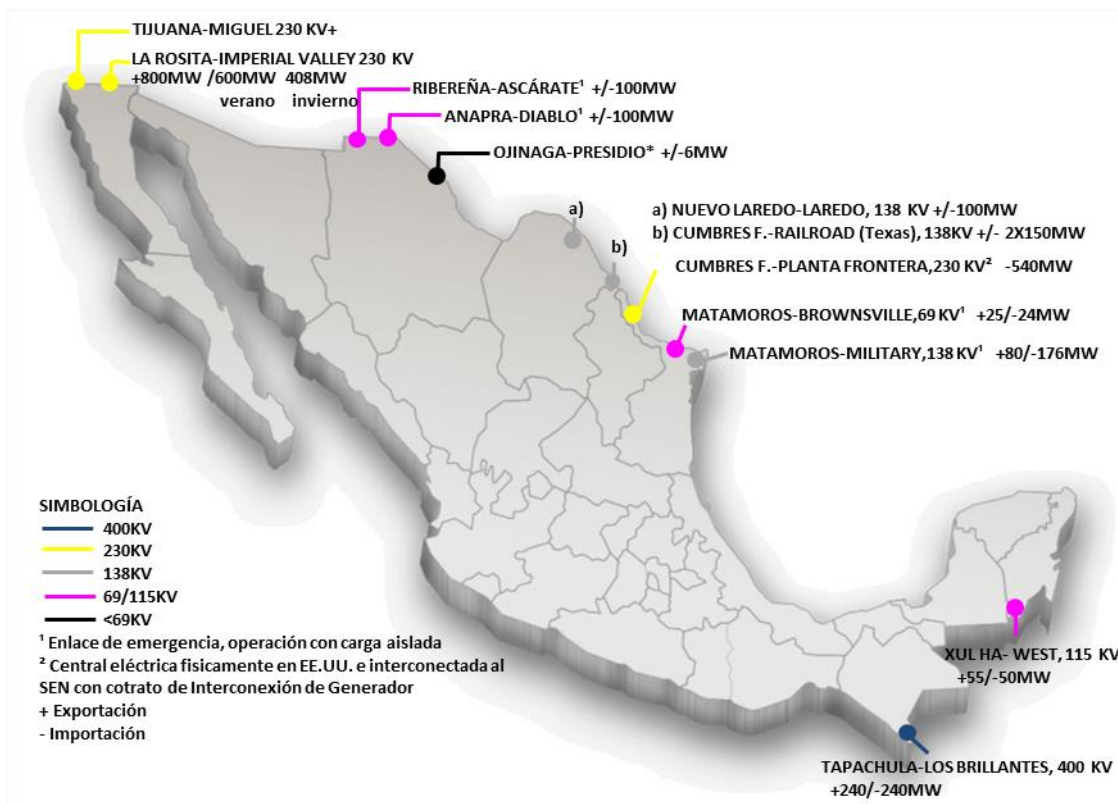 TIJUANA-MIGUEL 230 KV+
LA ROSITA-IMPERIAL VALLEY 230 KV
+800MW /600MW 408MW
verano invierno
RIBEREÑA-ASCÁRATE¹ +/-100MW
ANAPRA-DIABLO¹ +/-100MW
OJINAGA-PRESIDIO* +/-6MW
a)
b)
a) NUEVO LAREDO-LAREDO, 138 KV +/-100MW
b) CUMBRES F.-RAILROAD (Texas), 138KV +/- 2X150MW
CUMBRES F.-PLANTA FRONTERA,230 KV² -540MW
MATAMOROS-BROWNSVILLE,69 KV¹ +25/-24MW
MATAMOROS-MILITARY,138 KV¹ +80/-176MW
SIMBOLOGÍA
400KV
230KV
138KV
69/115KV
<69KV
¹ Enlace de emergencia, operación con carga aislada
² Central eléctrica fisicamente en EE.UU. e interconectada al
SEN con cotrato de Interconexión de Generador
+ Exportación
- Importación
XUL HA- WEST, 115 KV
+55/-50MW
TAPACHULA-LOS BRILLANTES, 400 KV
+240/-240MW